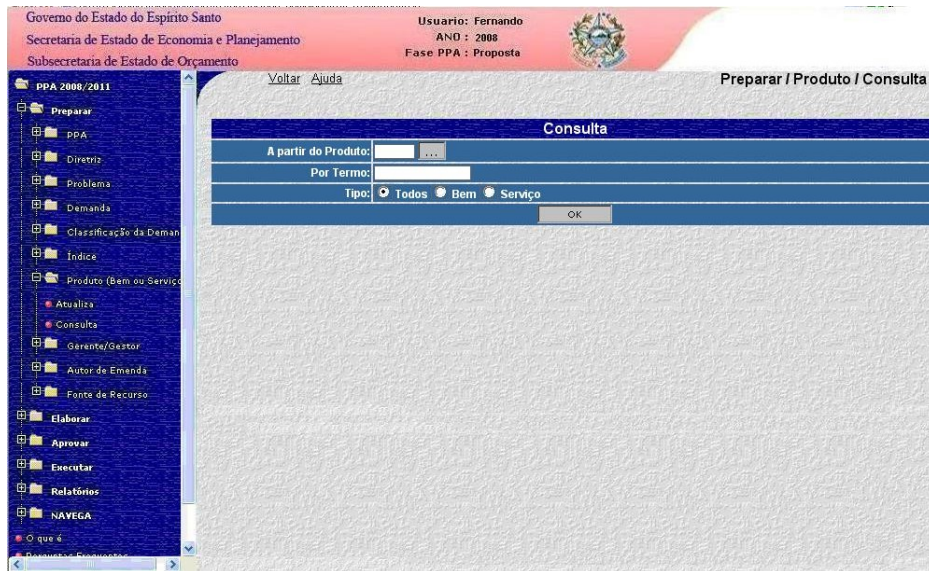 Governo do Estado do Espírito Santo
Secretaria de Estado de Economia e Planejamento
Subsecretaria de Estado de Orçamento
Usuario: Fernando
ANO : 2008
Fase PPA : Proposta
Voltar Ajuda
Preparar / Produto / Consulta
PPA 2008/2011
Preparar
PPA
Diretriz
Problema
Demanda
Classificação da Deman
Índice
Produto (Bem ou Serviço
Atualiza
Consulta
Gerente/Gestor
Autor de Emenda
Fonte de Recurso
Elaborar
Aprovar
Executar
Relatórios
NAVEGA
O que é
Perguntas Frequentes
Consulta
A partir do Produto: ...
Por Termo:
Tipo: Todos Bem Serviço
OK